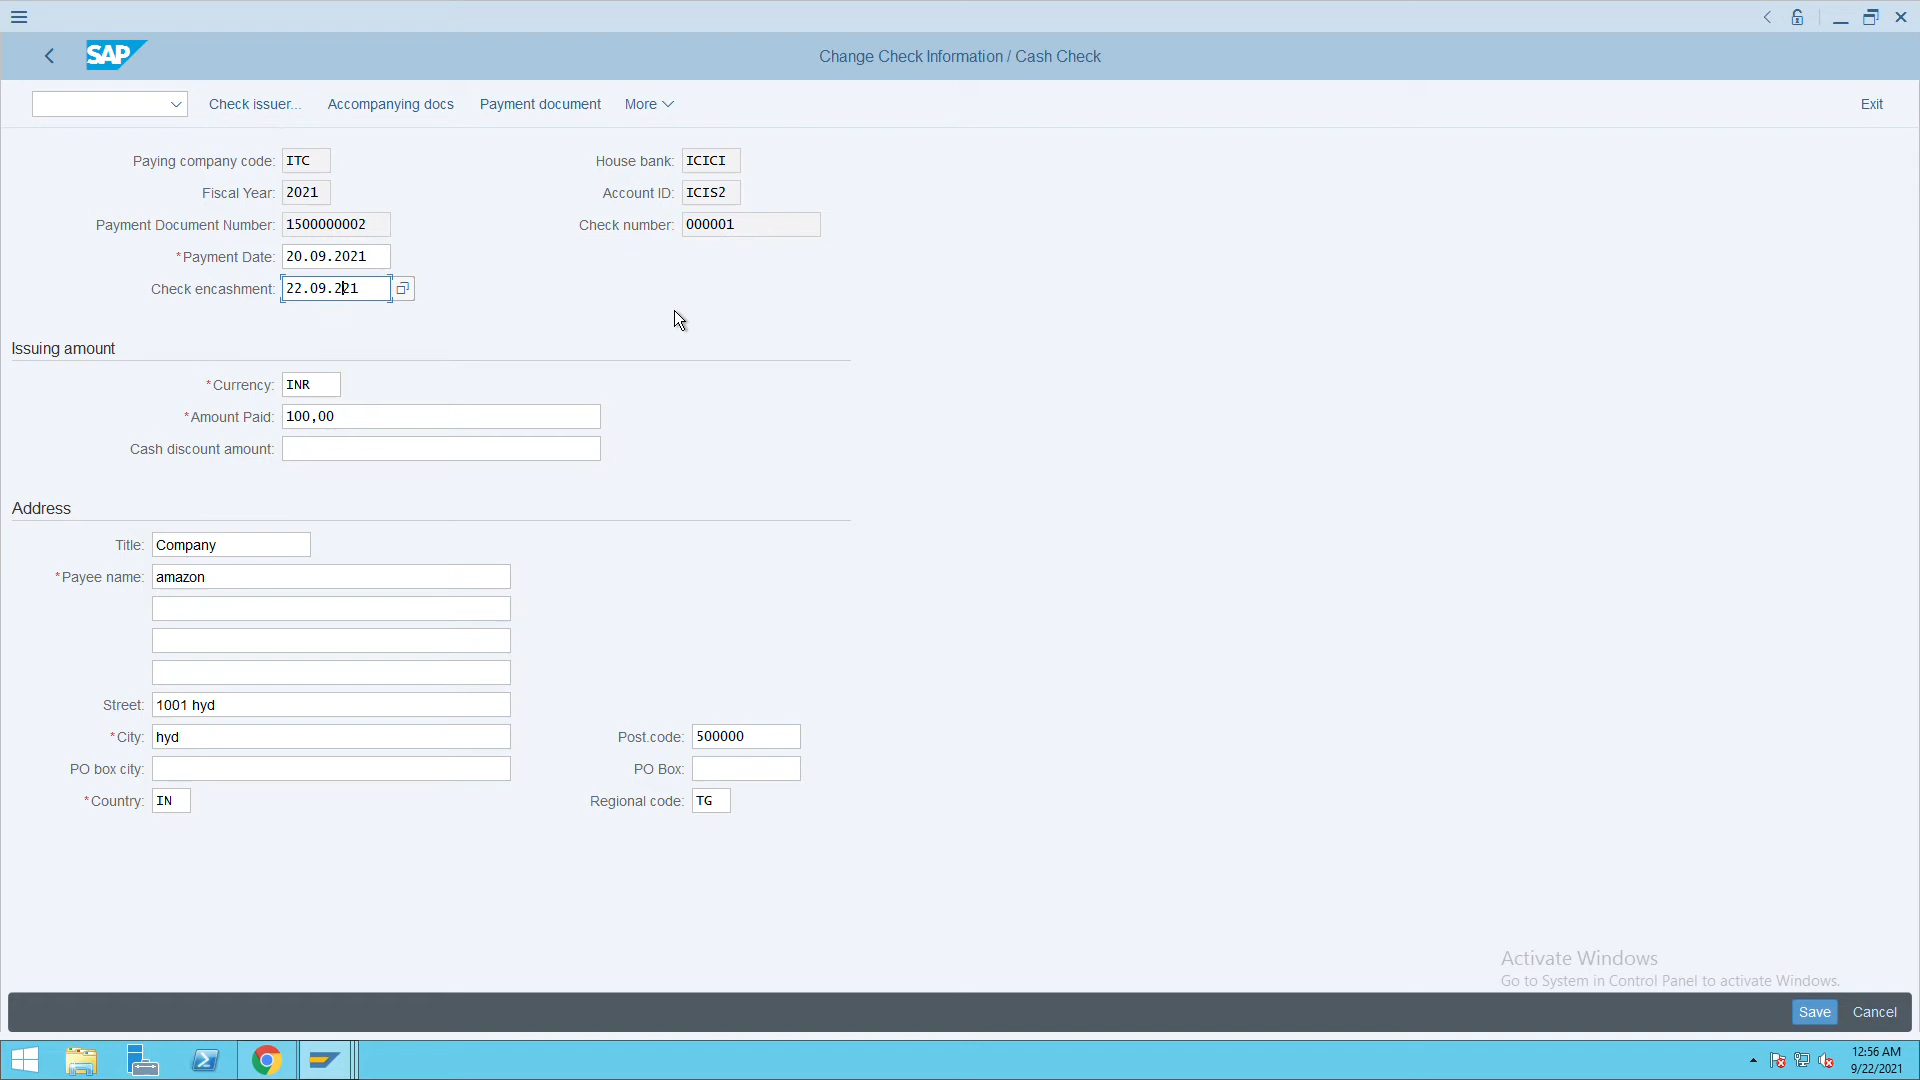 SAP
Change Check Information / Cash Check
Check issuer...
Accompanying docs
Payment document
More
Exit
Paying company code: ITC
House bank: ICICI
Fiscal Year: 2021
Account ID: ICIS2
Payment Document Number: 1500000002
Check number: 000001
*Payment Date: 20.09.2021
Check encashment: 22.09.221
Issuing amount
*Currency: INR
*Amount Paid: 100,00
Cash discount amount:
Address
Title: Company
*Payee name: amazon
Street: 1001 hyd
*City: hyd
Post.code: 500000
PO box city:
PO Box:
*Country: IN
Regional code: TG
Activate Windows
Go to System in Control Panel to activate Windows.
Save
Cancel
12:56 AM
9/22/2021